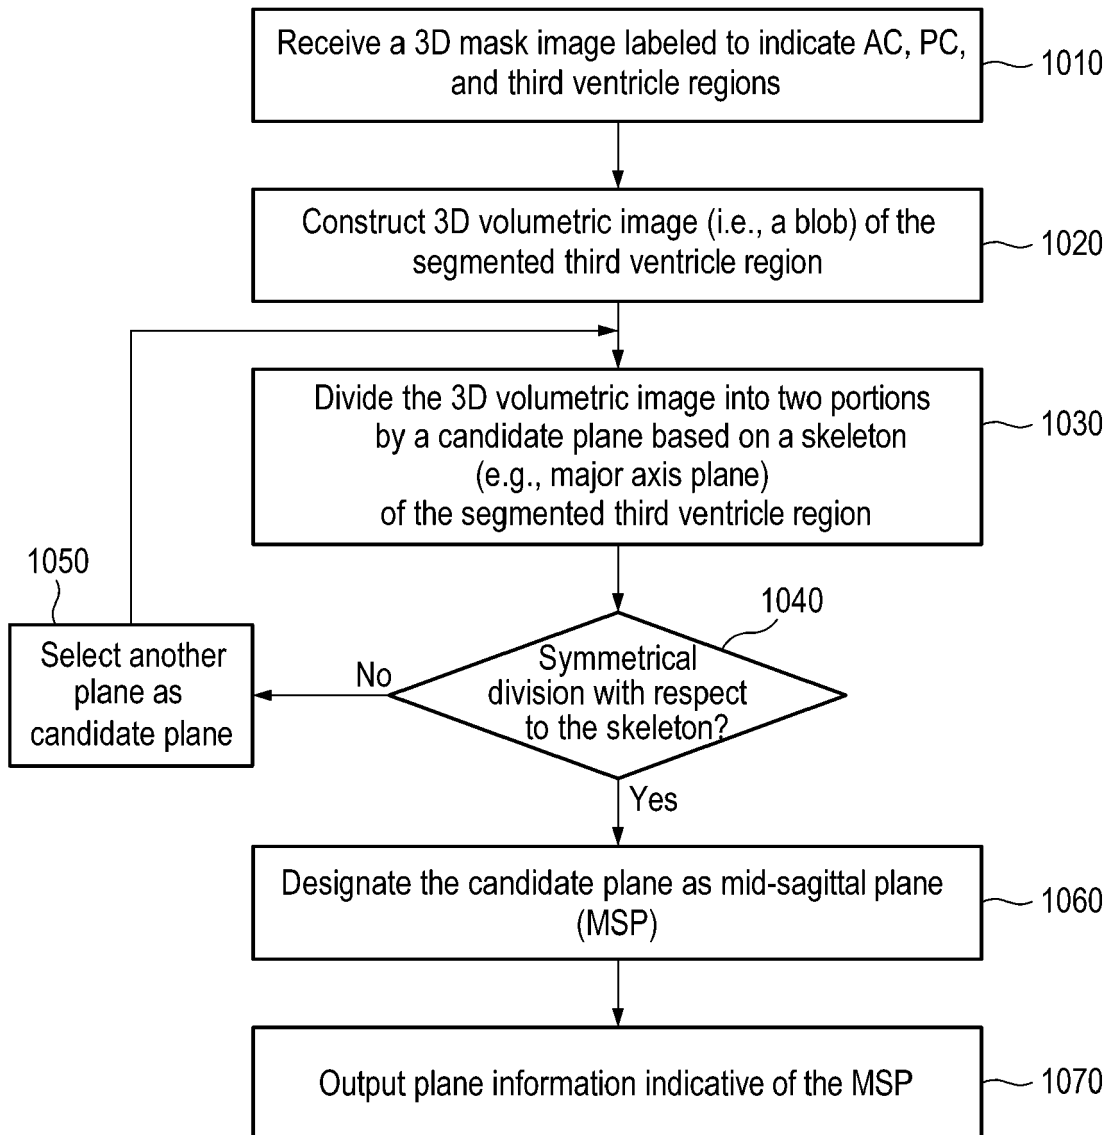 Receive a 3D mask image labeled to indicate AC, PC,
and third ventricle regions
1010
Construct 3D volumetric image (i.e., a blob) of the
segmented third ventricle region
1020
Divide the 3D volumetric image into two portions
by a candidate plane based on a skeleton
(e.g., major axis plane)
of the segmented third ventricle region
1030
1050
Select another
plane as
candidate plane
No
1040
Symmetrical
division with respect
to the skeleton?
Yes
Designate the candidate plane as mid-sagittal plane
(MSP)
1060
Output plane information indicative of the MSP
1070